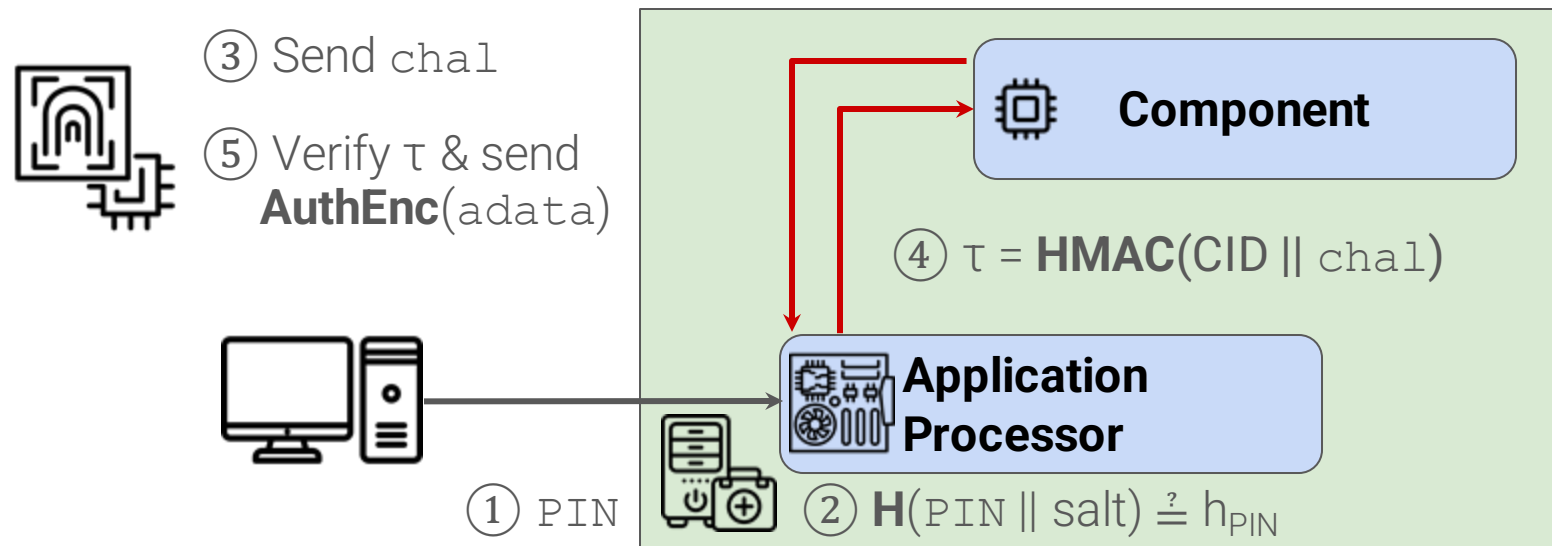 ③ Send chal
⑤ Verify τ & send
AuthEnc(adata)
Component
④ τ = HMAC(CID || chal)
Application
Processor
① PIN
② H(PIN || salt) ≟ hPIN